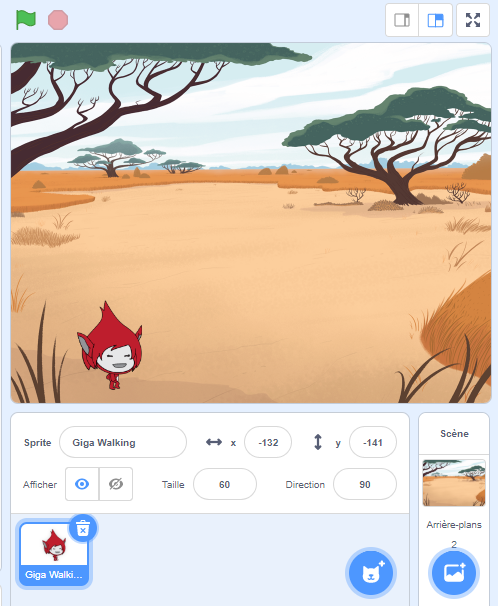 Sprite Giga Walking x -132 y -141
Afficher Taille 60 Direction 90
Giga Walki...
Scène
Arrière-plans
2